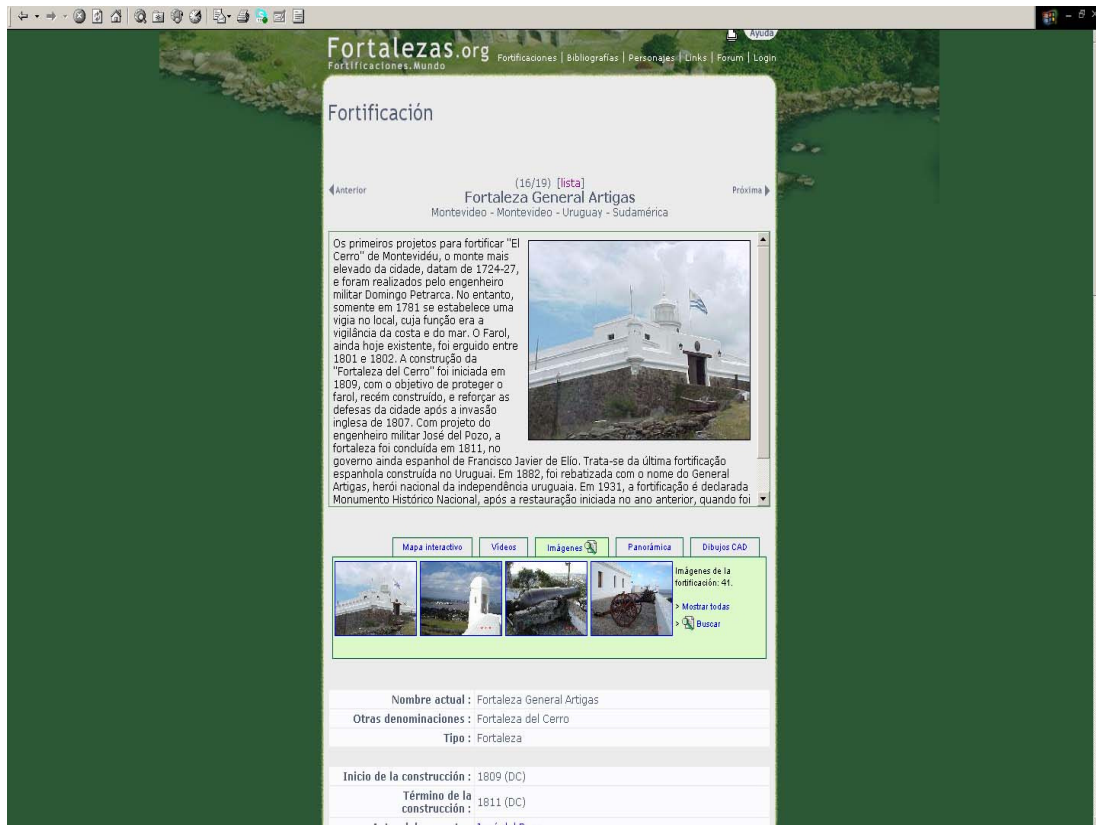 Ayuda
Fortalezas.org
Fortificaciones.Mundo
Fortificaciones | Bibliografías | Personajes | Links | Forum | Login
Fortificación
(16/19) [lista]
Anterior
Fortaleza General Artigas
Próxima
Montevideo - Montevideo - Uruguay - Sudamérica
Os primeiros projetos para fortificar "El
Cerro" de Montevidéu, o monte mais
elevado da cidade, datam de 1724-27,
e foram realizados pelo engenheiro
militar Domingo Petrarca. No entanto,
somente em 1781 se estabelece uma
vigia no local, cuja função era a
vigilância da costa e do mar. O Farol,
ainda hoje existente, foi erguido entre
1801 e 1802. A construção da
"Fortaleza del Cerro" foi iniciada em
1809, com o objetivo de proteger o
farol, recém construído, e reforçar as
defesas da cidade após a invasão
inglesa de 1807. Com projeto do
engenheiro militar José del Pozo, a
fortaleza foi concluída em 1811, no
governo ainda espanhol de Francisco Javier de Elío. Trata-se da última fortificação
espanhola construída no Uruguai. Em 1882, foi rebatizada com o nome do General
Artigas, herói nacional da independência uruguaia. Em 1931, a fortificação é declarada
Monumento Histórico Nacional, após a restauração iniciada no ano anterior, quando foi
Mapa interactivo
Vídeos
Imágenes
Panorámica
Dibujos CAD
Imágenes de la
fortificación: 41.
> Mostrar todas
> Buscar
Nombre actual : Fortaleza General Artigas
Otras denominaciones : Fortaleza del Cerro
Tipo : Fortaleza
Inicio de la construcción : 1809 (DC)
Término de la
construcción : 1811 (DC)